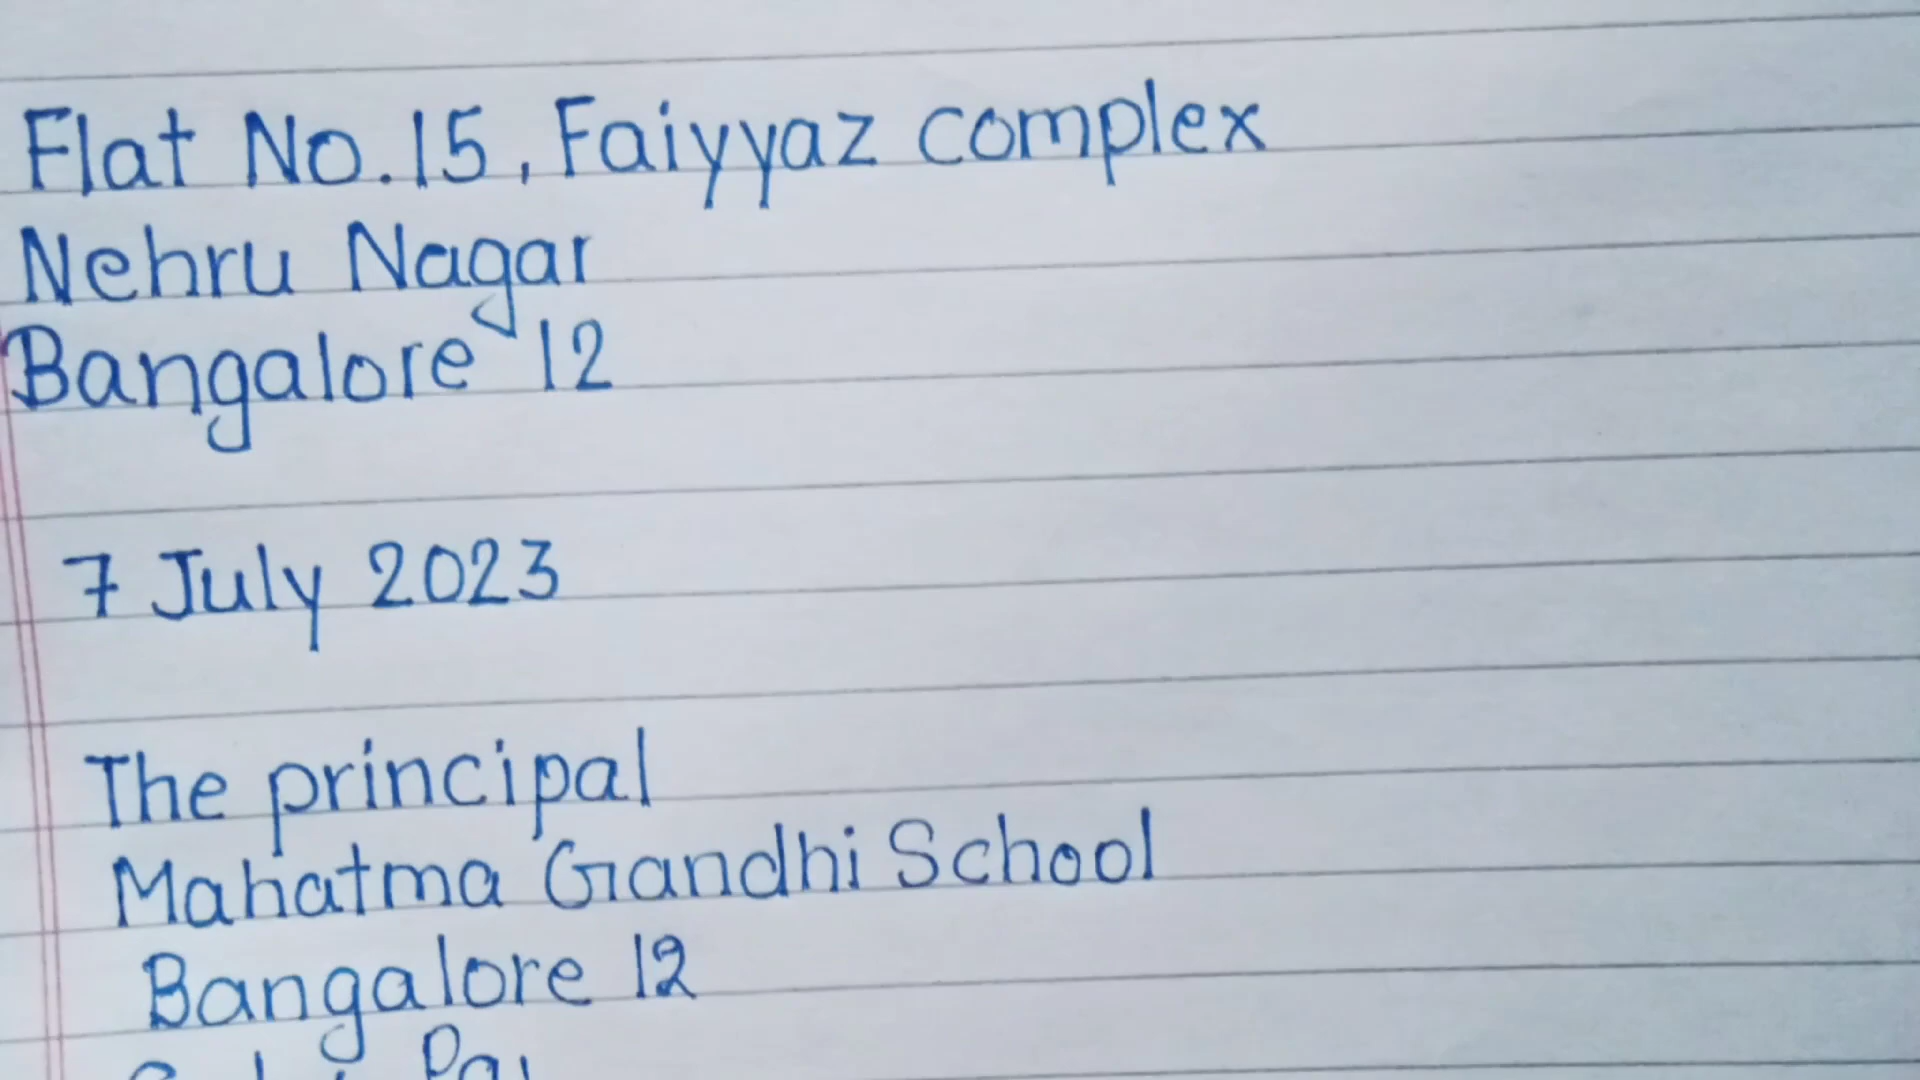 Flat No.15, Faiyyaz complex
Nehru Nagar
Bangalore 12
7 July 2023
The principal
Mahatma Gandhi School
Bangalore 12